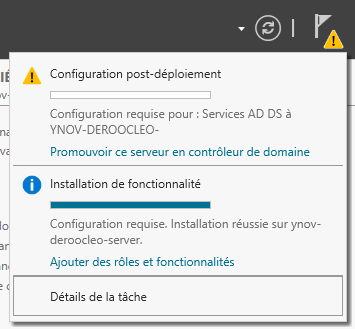 Configuration post-déploiement
Configuration requise pour : Services AD DS à
YNOV-DEROOCLEO-
Promouvoir ce serveur en contrôleur de domaine
Installation de fonctionnalité
Configuration requise. Installation réussie sur ynov-
deroocleo-server.
Ajouter des rôles et fonctionnalités
Détails de la tâche